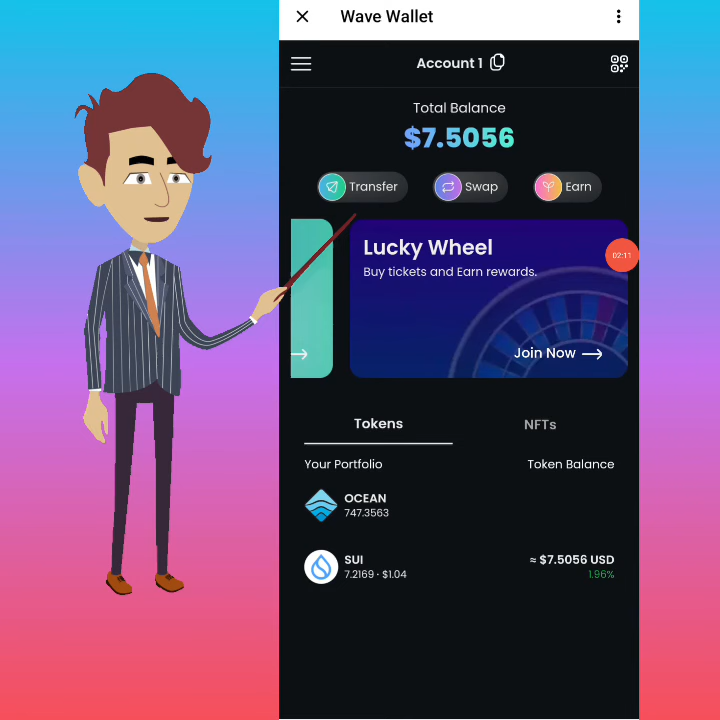 Wave Wallet
Account 1
Total Balance
$7.5056
Transfer
Swap
Earn
Lucky Wheel
Buy tickets and Earn rewards.
02:11
Join Now
Tokens
NFTs
Your Portfolio
Token Balance
OCEAN
747.3563
SUI
≈ $7.5056 USD
7.2169 · $1.04
1.96%